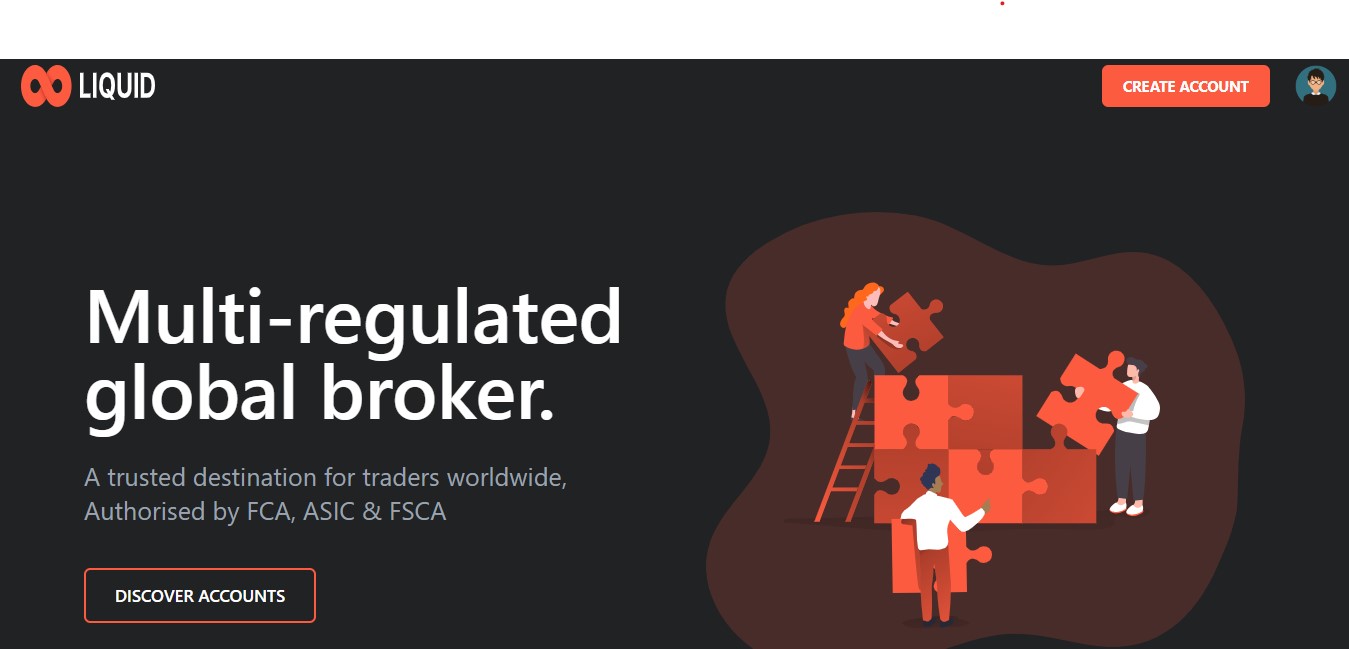 LIQUID
CREATE ACCOUNT
Multi-regulated
global broker.
A trusted destination for traders worldwide,
Authorised by FCA, ASIC & FSCA
DISCOVER ACCOUNTS